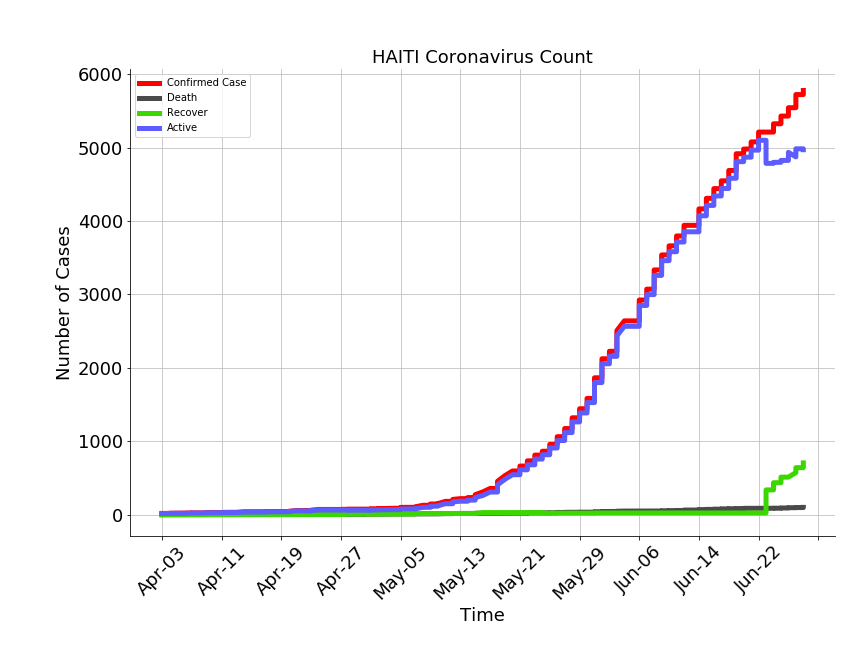 HAITI Coronavirus Count
Confirmed Case
Death
Recover
Active
Number of Cases
6000
5000
4000
3000
2000
1000
0
Apr-03
Apr-11
Apr-19
Apr-27
May-05
May-13
May-21
May-29
Jun-06
Jun-14
Jun-22
Time